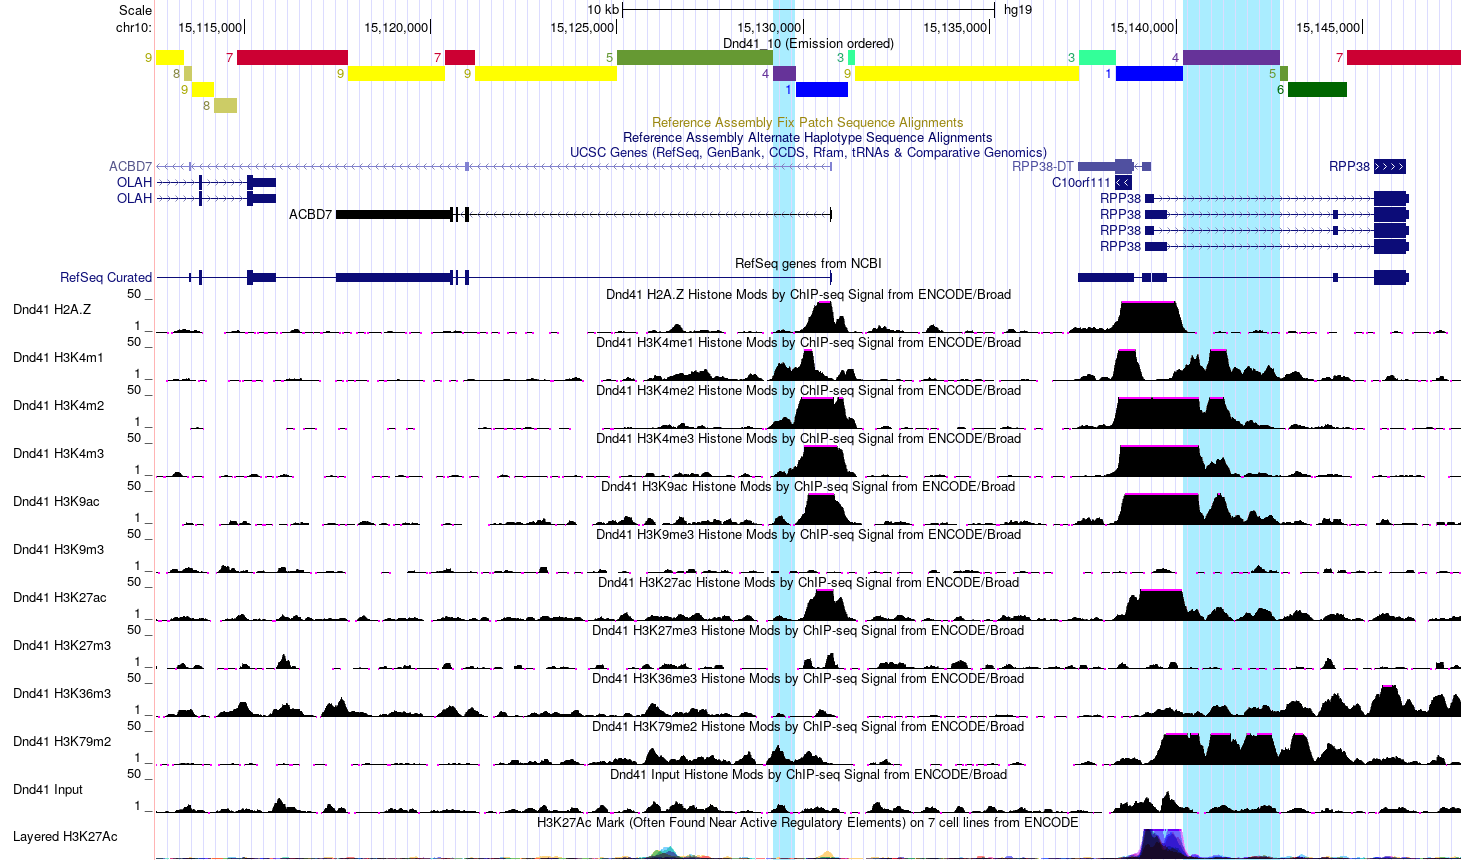 Scale 10 kb hg19
chr10: 15,115,000 15,120,000 15,125,000 15,130,000 15,135,000 15,140,000 15,145,000
Dnd41_10 (Emission ordered)
9 7 7 5 3 3 4 7
8 9 9 4 9 1 5
9 1 6
8
Reference Assembly Fix Patch Sequence Alignments
Reference Assembly Alternate Haplotype Sequence Alignments
UCSC Genes (RefSeq, GenBank, CCDS, Rfam, tRNAs & Comparative Genomics)
ACBD7 RPP38-DT RPP38
OLAH C10orf111
OLAH RPP38
ACBD7 RPP38
RPP38
RPP38
RefSeq genes from NCBI
RefSeq Curated
Dnd41 H2A.Z Histone Mods by ChIP-seq Signal from ENCODE/Broad
50
Dnd41 H2A.Z
1
Dnd41 H3K4me1 Histone Mods by ChIP-seq Signal from ENCODE/Broad
50
Dnd41 H3K4m1
1
Dnd41 H3K4me2 Histone Mods by ChIP-seq Signal from ENCODE/Broad
50
Dnd41 H3K4m2
1
Dnd41 H3K4me3 Histone Mods by ChIP-seq Signal from ENCODE/Broad
50
Dnd41 H3K4m3
1
Dnd41 H3K9ac Histone Mods by ChIP-seq Signal from ENCODE/Broad
50
Dnd41 H3K9ac
1
Dnd41 H3K9me3 Histone Mods by ChIP-seq Signal from ENCODE/Broad
50
Dnd41 H3K9m3
1
Dnd41 H3K27ac Histone Mods by ChIP-seq Signal from ENCODE/Broad
50
Dnd41 H3K27ac
1
Dnd41 H3K27me3 Histone Mods by ChIP-seq Signal from ENCODE/Broad
50
Dnd41 H3K27m3
1
Dnd41 H3K36me3 Histone Mods by ChIP-seq Signal from ENCODE/Broad
50
Dnd41 H3K36m3
1
Dnd41 H3K79me2 Histone Mods by ChIP-seq Signal from ENCODE/Broad
50
Dnd41 H3K79m2
1
Dnd41 Input Histone Mods by ChIP-seq Signal from ENCODE/Broad
50
Dnd41 Input
1
H3K27Ac Mark (Often Found Near Active Regulatory Elements) on 7 cell lines from ENCODE
Layered H3K27Ac